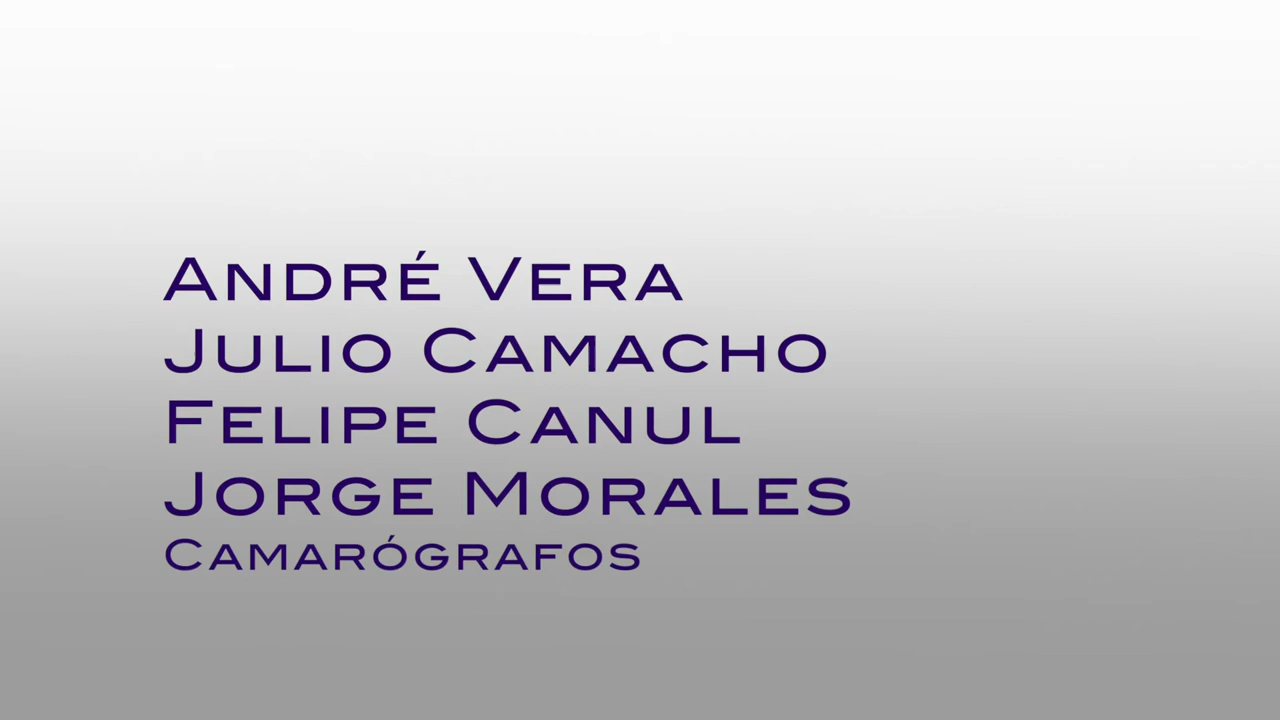 André Vera
Julio Camacho
Felipe Canul
Jorge Morales
Camarógrafos